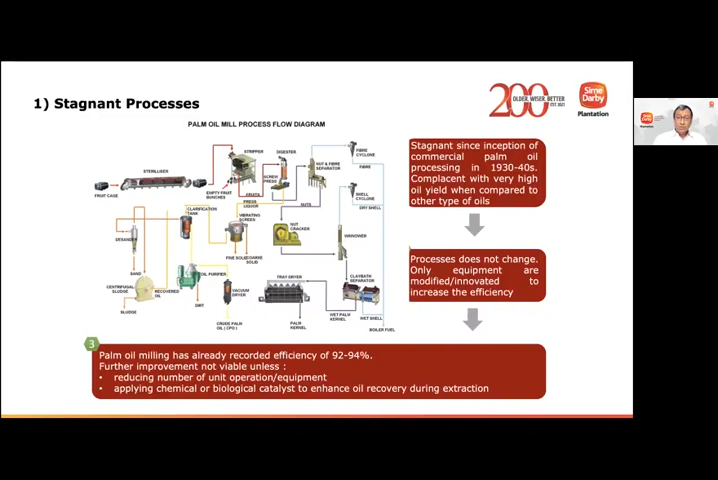 1) Stagnant Processes
200
OLDER. WISER. BETTER
EST. 1821
Sime
Darby
Plantation
PALM OIL MILL PROCESS FLOW DIAGRAM
FRUIT CAGE
STERILISER
STRIPPER
EMPTY FRUIT
BUNCHES
FRUITS
DIGESTER
SCREW
PRESS
PRESS
LIQUOR
NUT & FIBRE
SEPARATOR
FIBRE
CYCLONE
FIBRE
SHELL
CYCLONE
DRY SHELL
NUTS
CLARIFICATION
TANK
VIBRATING
SCREEN
NUT
CRACKER
WINNOWER
DESANDER
FINE SOLID
COARSE
SOLID
SAND
CENTRIFUGAL
SLUDGE
RECOVERED
OIL
OIL PURIFIER
VACUUM
DRYER
TRAY DRYER
CLAYBATH
SEPARATOR
SLUDGE
DIRT
CRUDE PALM
OIL ( CPO )
PALM
KERNEL
WET PALM
KERNEL
WET SHELL
BOILER FUEL
Stagnant since inception of
commercial palm oil
processing in 1930-40s.
Complacent with very high
oil yield when compared to
other type of oils
Processes does not change.
Only equipment are
modified/innovated to
increase the efficiency
3
Palm oil milling has already recorded efficiency of 92-94%.
Further improvement not viable unless :
• reducing number of unit operation/equipment
• applying chemical or biological catalyst to enhance oil recovery during extraction
Plantation